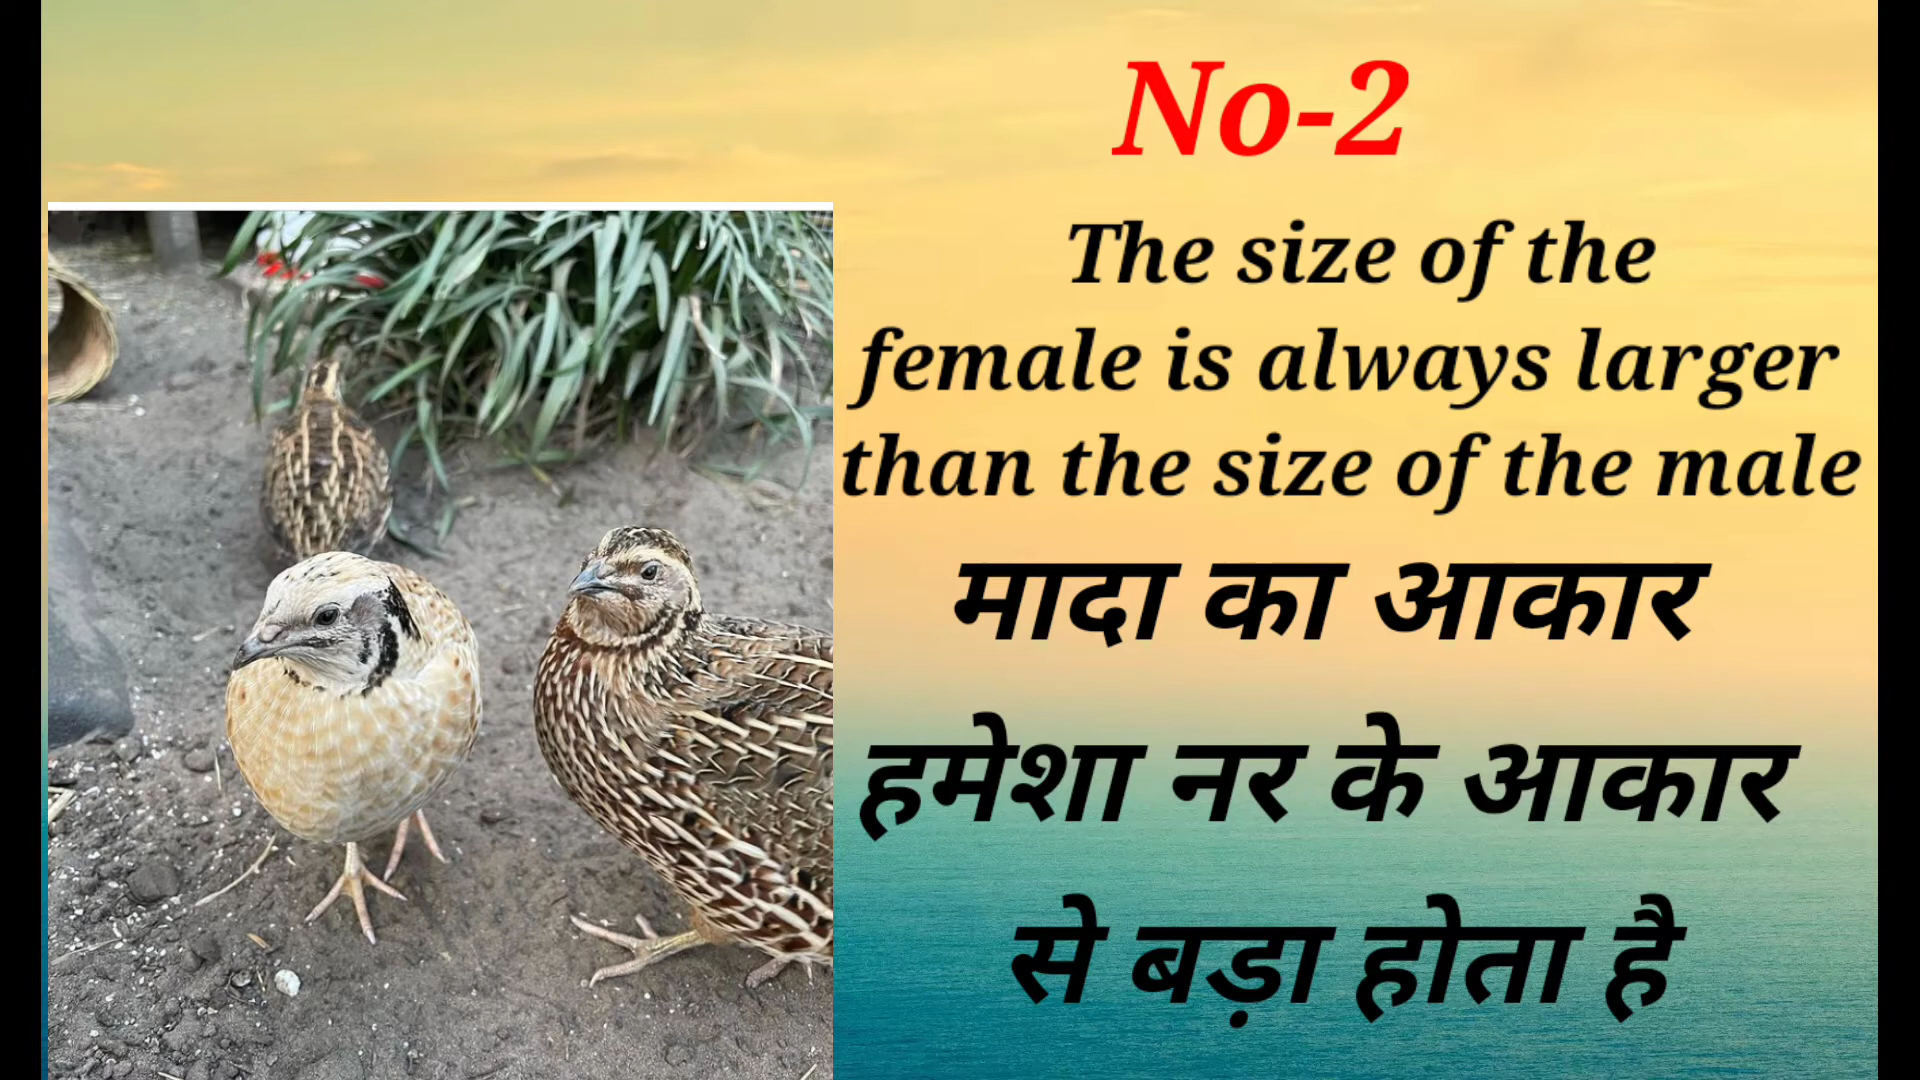 No-2
The size of the
female is always larger
than the size of the male
मादा का आकार
हमेशा नर के आकार
से बड़ा होता है